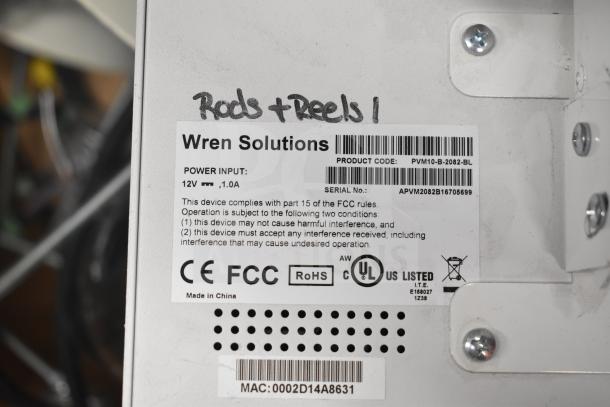 Rods + Reels 1
Wren Solutions
PRODUCT CODE: PVM10-B-2082-BL
POWER INPUT:
12V ⎓ ,1.0A
SERIAL No.: APVM2082B16705699
This device complies with part 15 of the FCC rules.
Operation is subject to the following two conditions:
(1) this device may not cause harmful interference, and
(2) this device must accept any interference received, including
interference that may cause undesired operation.
CE FCC RoHS AW C UL US LISTED
I.T.E.
E158027
1Z38
Made in China
MAC:0002D14A8631